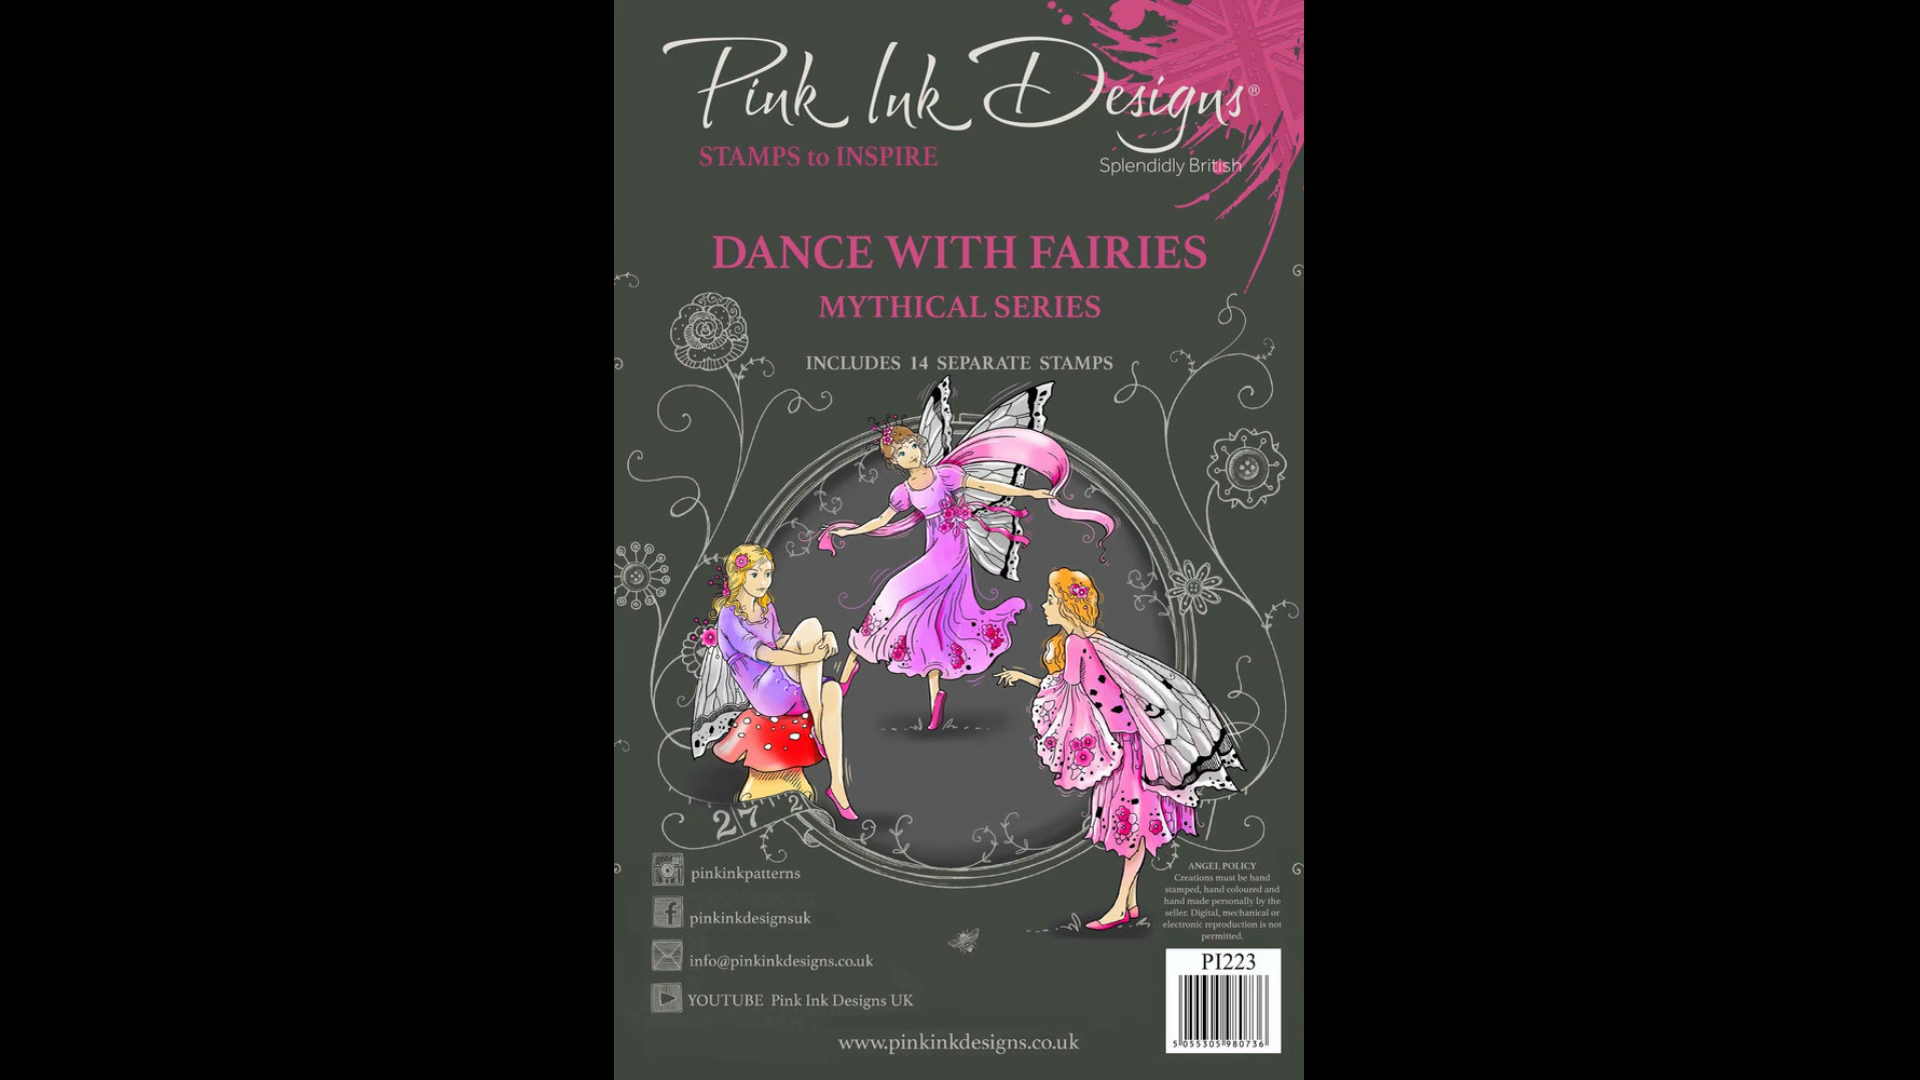 Pink Ink Designs®
STAMPS to INSPIRE
Splendidly British
DANCE WITH FAIRIES
MYTHICAL SERIES
INCLUDES 14 SEPARATE STAMPS
27 2
pinkinkpatterns
pinkinkdesignsuk
info@pinkinkdesigns.co.uk
YOUTUBE Pink Ink Designs UK
www.pinkinkdesigns.co.uk
ANGEL POLICY
Creations must be hand
stamped, hand coloured and
hand made personally by the
seller. Digital, mechanical or
electronic reproduction is not
permitted.
PI223
5 055305 980736